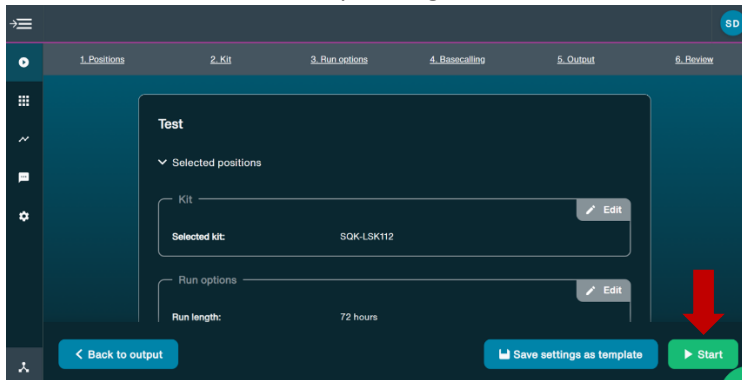 SD
1. Positions 2. Kit 3. Run options 4. Basecalling 5. Output 6. Review
Test
Selected positions
Kit
Edit
Selected kit: SQK-LSK112
Run options
Edit
Run length: 72 hours
Back to output Save settings as template Start